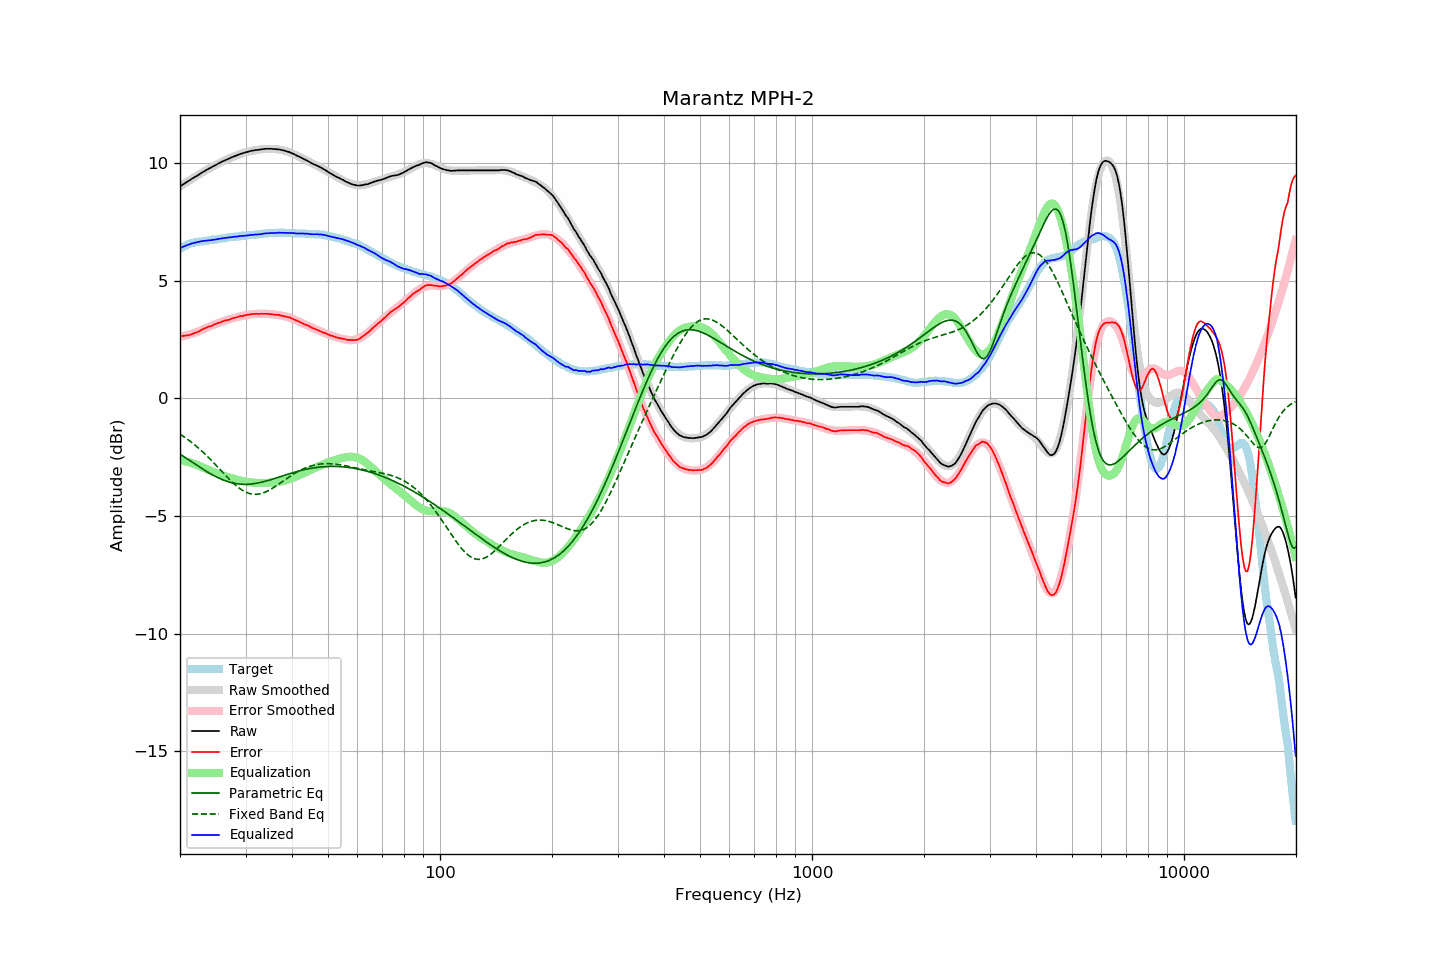 Marantz MPH-2
Amplitude (dBr)
10
5
0
−5
−10
−15
Target
Raw Smoothed
Error Smoothed
Raw
Error
Equalization
Parametric Eq
Fixed Band Eq
Equalized
100 1000 10000
Frequency (Hz)